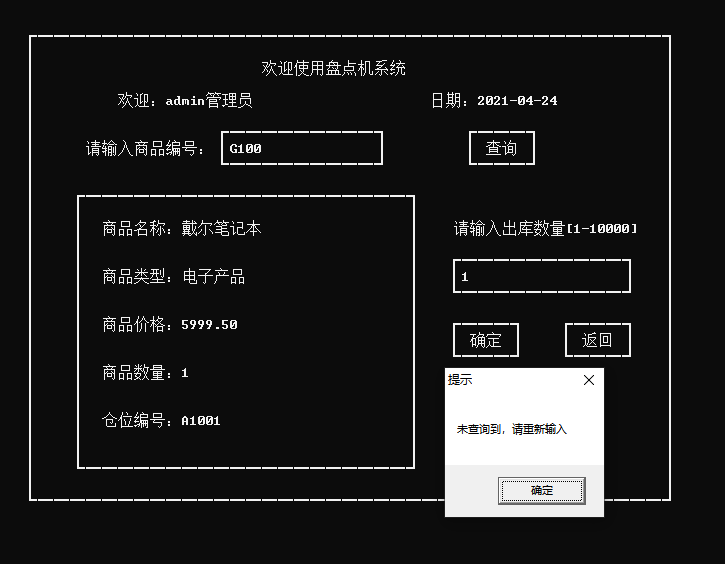 欢迎使用盘点机系统
欢迎：admin管理员 日期：2021-04-24
请输入商品编号： G100 查询
商品名称：戴尔笔记本 请输入出库数量[1-10000]
商品类型：电子产品 1
商品价格：5999.50
商品数量：1 确定 返回
仓位编号：A1001
提示
未查询到，请重新输入
确定